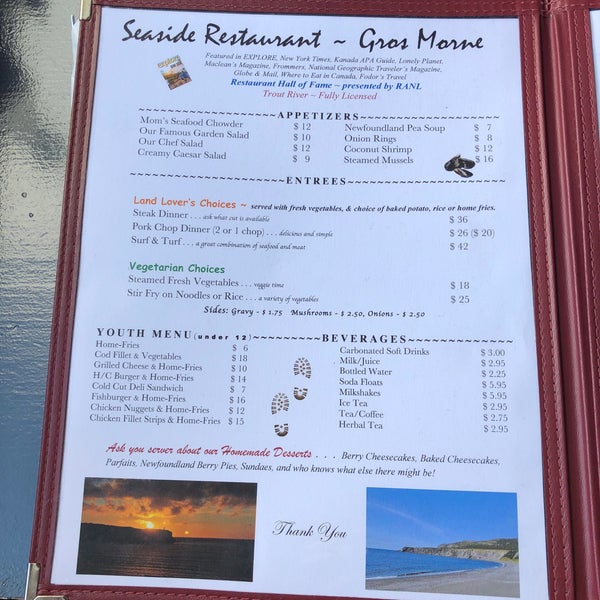 Seaside Restaurant ~ Gros Morne
Featured in EXPLORE, New York Times, Kanada APA Guide, Lonely Planet,
Maclean's Magazine, Frommers, National Geographic Traveler's Magazine,
Globe & Mail, Where to Eat in Canada, Fodor's Travel
Restaurant Hall of Fame ~ presented by RANL
Trout River ~ Fully Licensed
APPETIZERS
Mom's Seafood Chowder $ 12
Our Famous Garden Salad $ 10
Our Chef Salad $ 12
Creamy Caesar Salad $ 9
Newfoundland Pea Soup $ 7
Onion Rings $ 8
Coconut Shrimp $ 12
Steamed Mussels $ 16
ENTREES
Land Lover's Choices ~ served with fresh vegetables, & choice of baked potato, rice or home fries.
Steak Dinner . . . ask what cut is available $ 36
Pork Chop Dinner (2 or 1 chop) . . . delicious and simple $ 26 ($ 20)
Surf & Turf . . . a great combination of seafood and meat $ 42
Vegetarian Choices
Steamed Fresh Vegetables . . . veggie time $ 18
Stir Fry on Noodles or Rice . . . a variety of vegetables $ 25
Sides: Gravy - $ 1.75 Mushrooms - $ 2.50, Onions - $ 2.50
YOUTH MENU (under 12)
Home-Fries $ 6
Cod Fillet & Vegetables $ 18
Grilled Cheese & Home-Fries $ 10
H/C Burger & Home-Fries $ 14
Cold Cut Deli Sandwich $ 7
Fishburger & Home-Fries $ 16
Chicken Nuggets & Home-Fries $ 12
Chicken Fillet Strips & Home-Fries $ 15
BEVERAGES
Carbonated Soft Drinks $ 3.00
Milk/Juice $ 2.95
Bottled Water $ 2.25
Soda Floats $ 5.95
Milkshakes $ 5.95
Ice Tea $ 2.95
Tea/Coffee $ 2.75
Herbal Tea $ 2.95
Ask you server about our Homemade Desserts . . . Berry Cheesecakes, Baked Cheesecakes,
Parfaits, Newfoundland Berry Pies, Sundaes, and who knows what else there might be!
Thank You